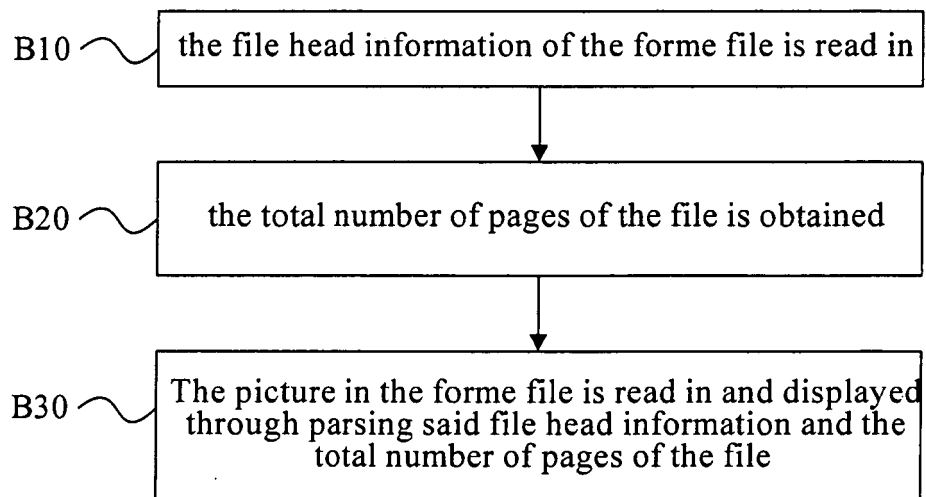 B10
the file head information of the forme file is read in
B20
the total number of pages of the file is obtained
B30
The picture in the forme file is read in and displayed
through parsing said file head information and the
total number of pages of the file